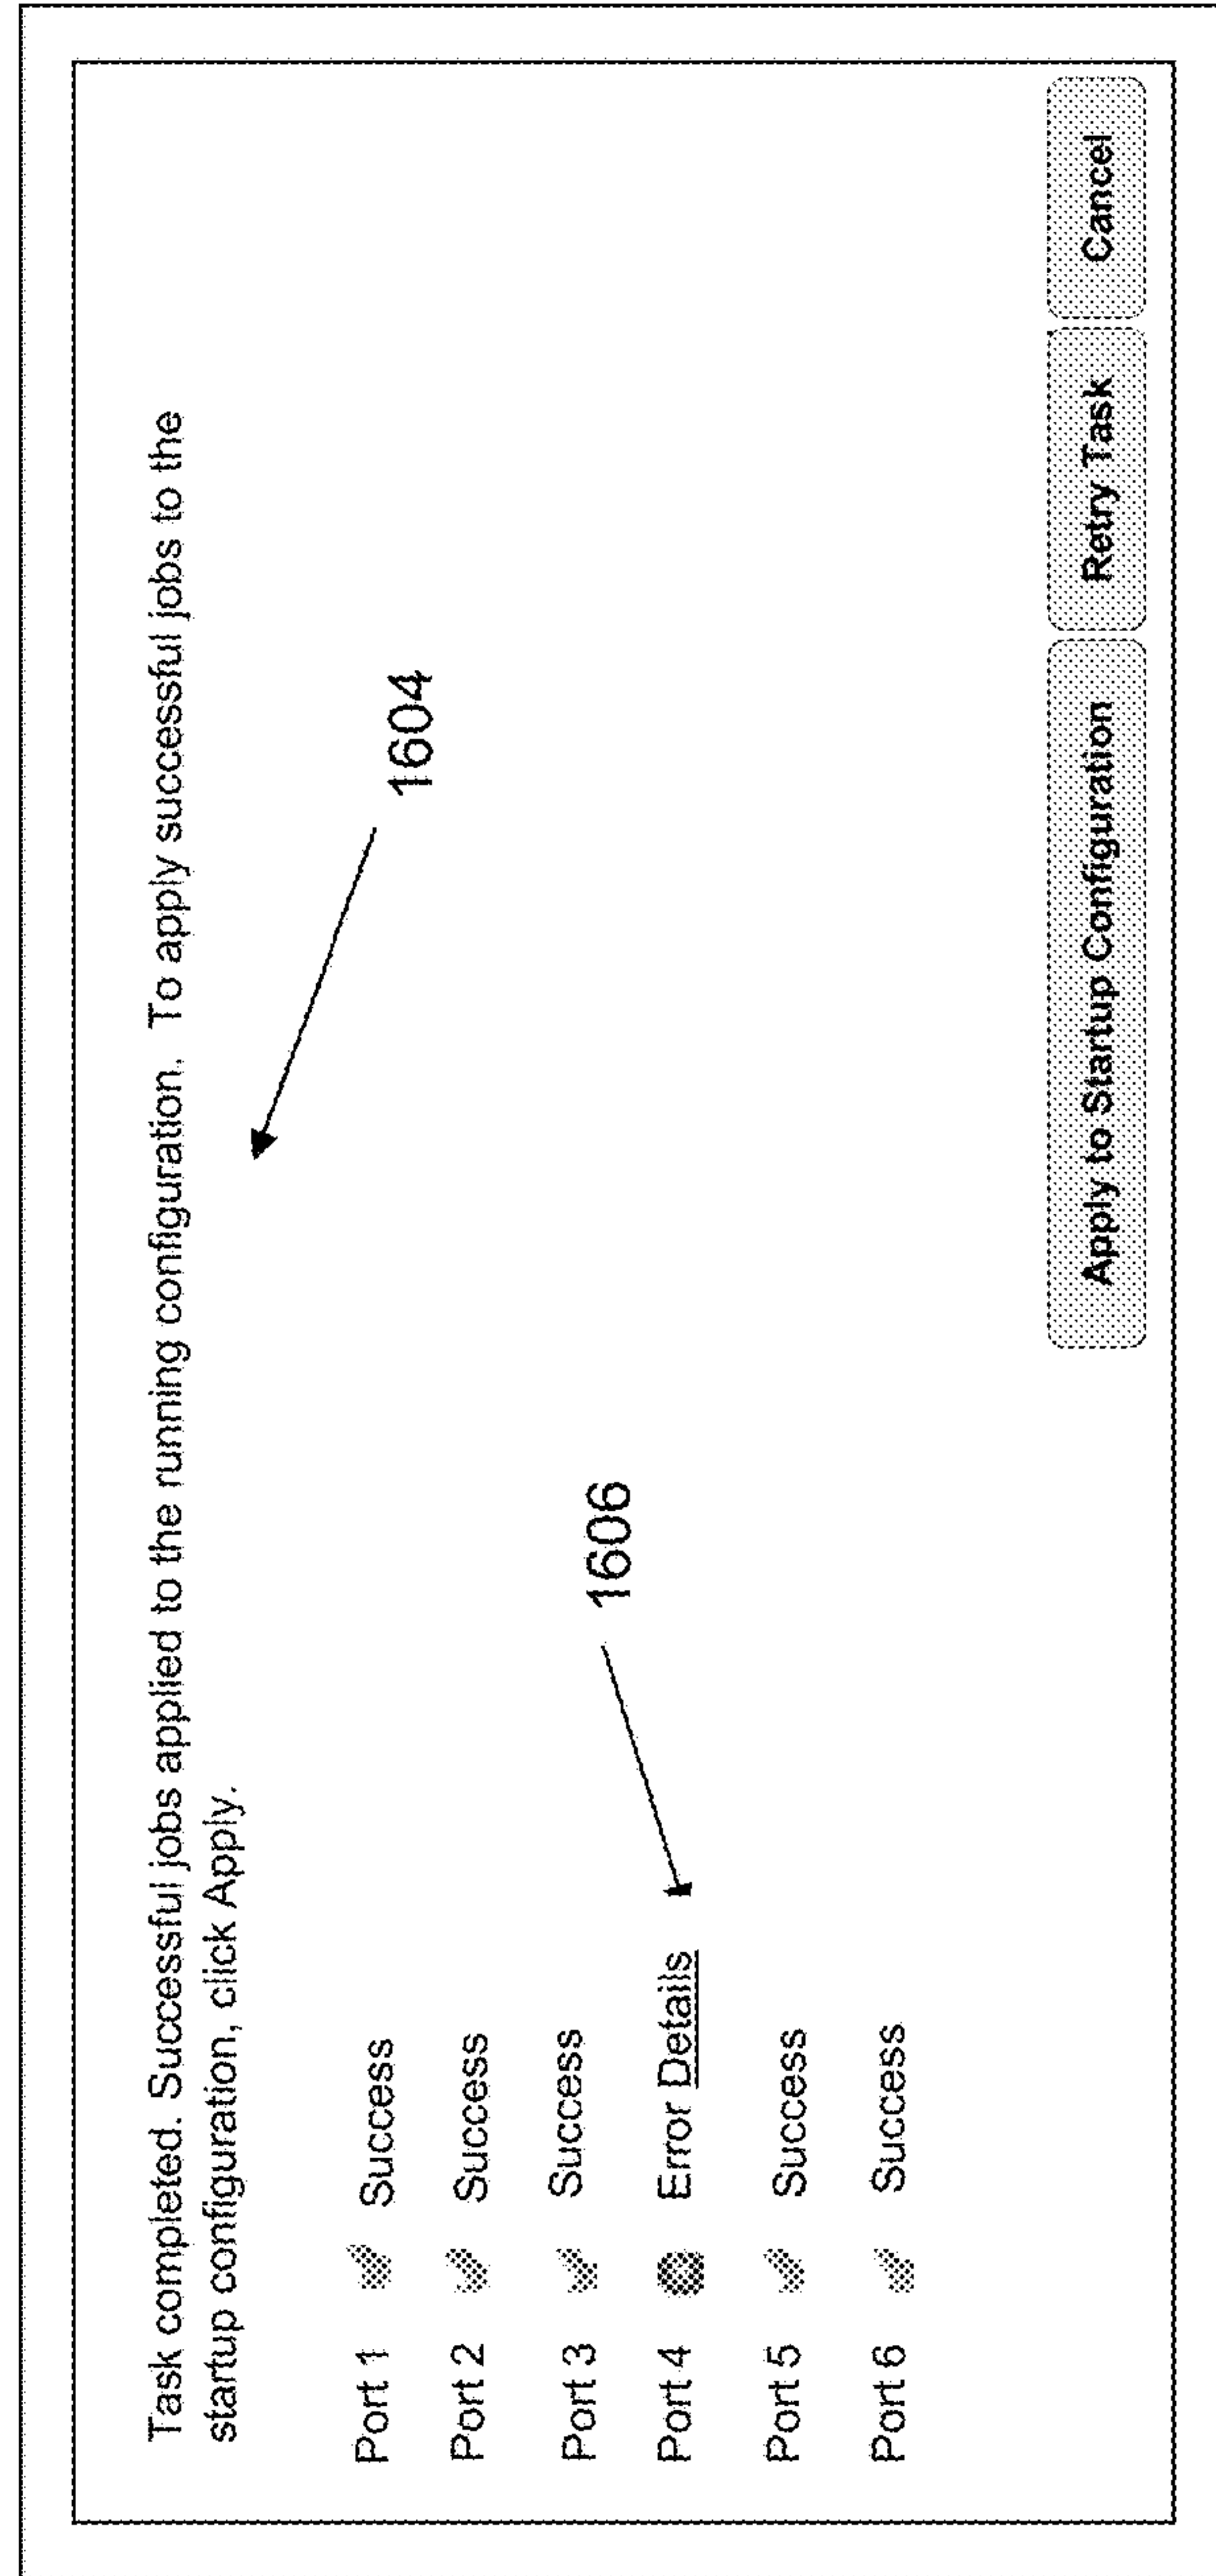 Task completed. Successful jobs applied to the running configuration. To apply successful jobs to the
startup configuration, click Apply.
1604
Port 1 Success
Port 2 Success
Port 3 Success
1606
Port 4 Error Details
Port 5 Success
Port 6 Success
Apply to Startup Configuration Retry Task Cancel